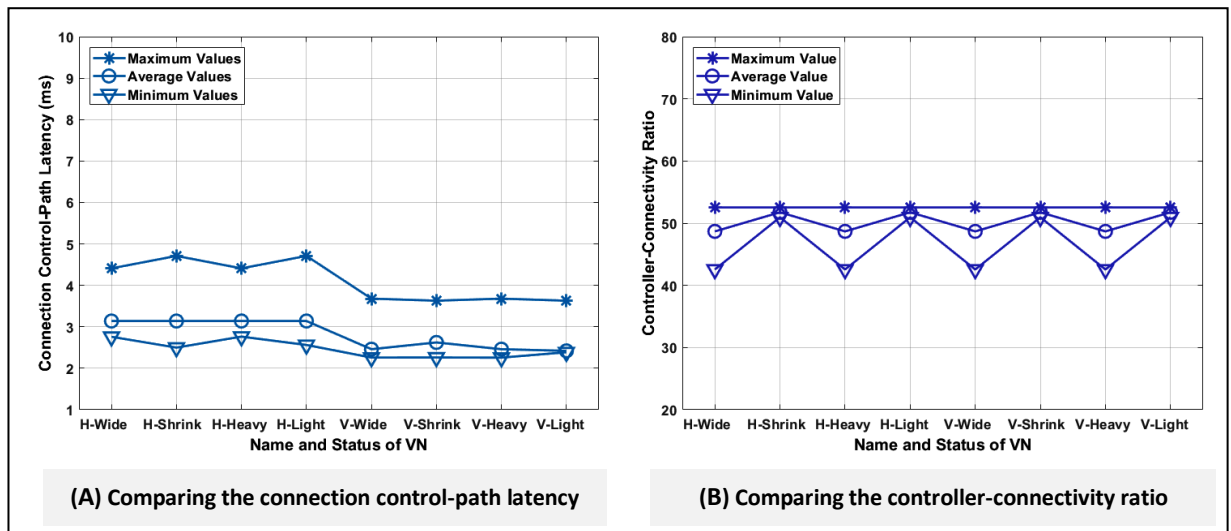 10
9
8
7
6
5
4
3
2
1
Connection Control-Path Latency (ms)
Maximum Values
Average Values
Minimum Values
H-Wide H-Shrink H-Heavy H-Light V-Wide V-Shrink V-Heavy V-Light
Name and Status of VN
(A) Comparing the connection control-path latency
80
70
60
50
40
30
20
Controller-Connectivity Ratio
Maximum Value
Average Value
Minimum Value
H-Wide H-Shrink H-Heavy H-Light V-Wide V-Shrink V-Heavy V-Light
Name and Status of VN
(B) Comparing the controller-connectivity ratio